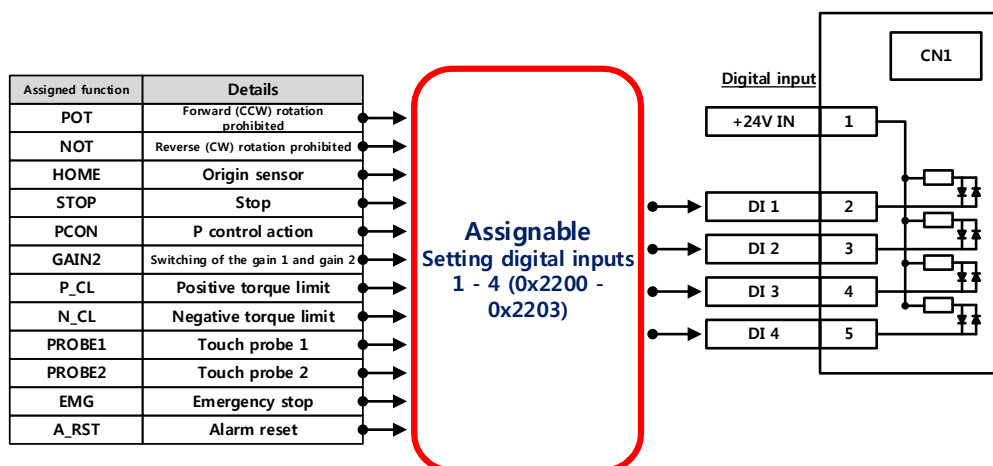 Assigned function Details
POT Forward (CCW) rotation
prohibited
NOT Reverse (CW) rotation prohibited
HOME Origin sensor
STOP Stop
PCON P control action
GAIN2 Switching of the gain 1 and gain 2
P_CL Positive torque limit
N_CL Negative torque limit
PROBE1 Touch probe 1
PROBE2 Touch probe 2
EMG Emergency stop
A_RST Alarm reset
Assignable
Setting digital inputs
1 - 4 (0x2200 -
0x2203)
CN1
Digital input
+24V IN 1
DI 1 2
DI 2 3
DI 3 4
DI 4 5